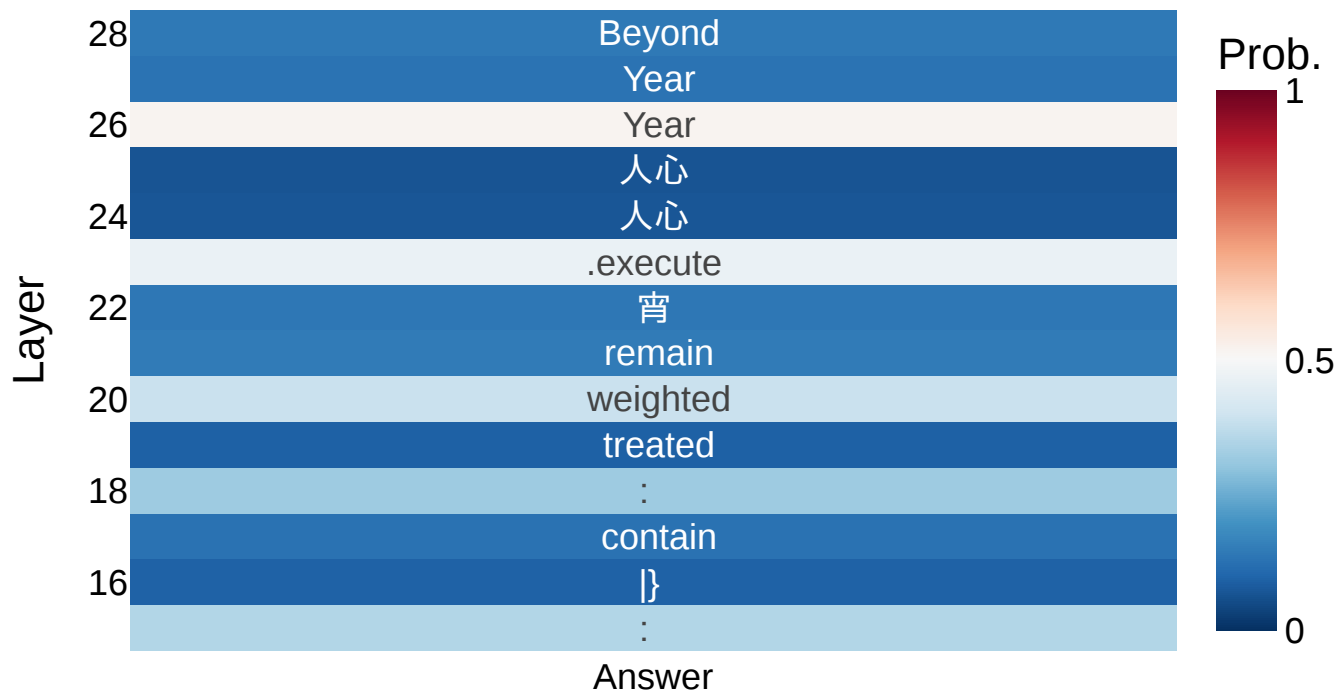 28
Beyond
Year
26
Year
人心
24
人心
.execute
22
宵
remain
20
weighted
treated
18
:
contain
16
|}
:
Layer
Answer
Prob.
1
0.5
0